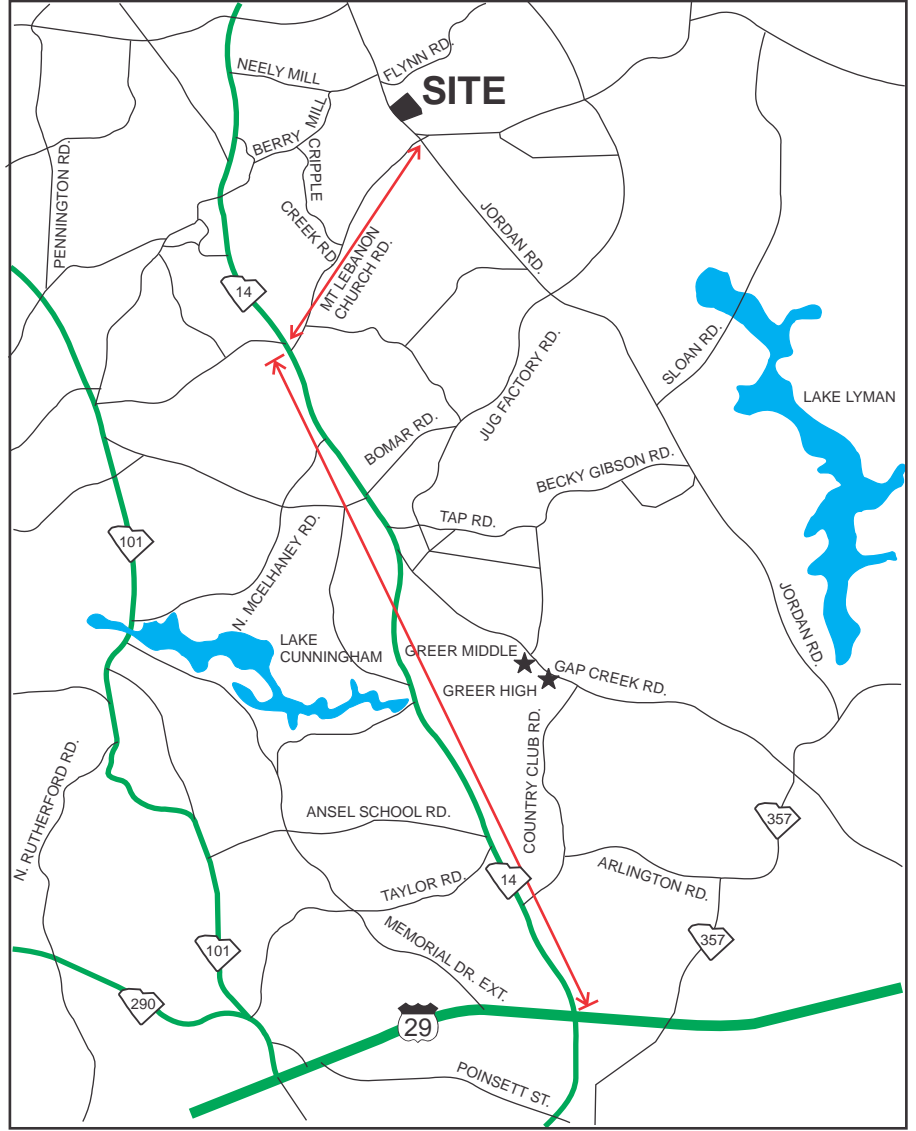 FLYNN RD.
NEELY MILL
SITE
BERRY MILL
PENNINGTON RD.
CRIPPLE
CREEK RD
MT LEBANON
CHURCH RD.
JORDAN RD.
14
SLOAN RD.
JUG FACTORY RD.
LAKE LYMAN
BOMAR RD.
BECKY GIBSON RD.
TAP RD.
101
N. MCELHANEY RD.
JORDAN RD.
LAKE
CUNNINGHAM
GREER MIDDLE
GAP CREEK RD.
GREER HIGH
COUNTRY CLUB RD.
N. RUTHERFORD RD.
ANSEL SCHOOL RD.
357
14
TAYLOR RD.
ARLINGTON RD.
MEMORIAL DR. EXT.
357
101
290
29
POINSETT ST.